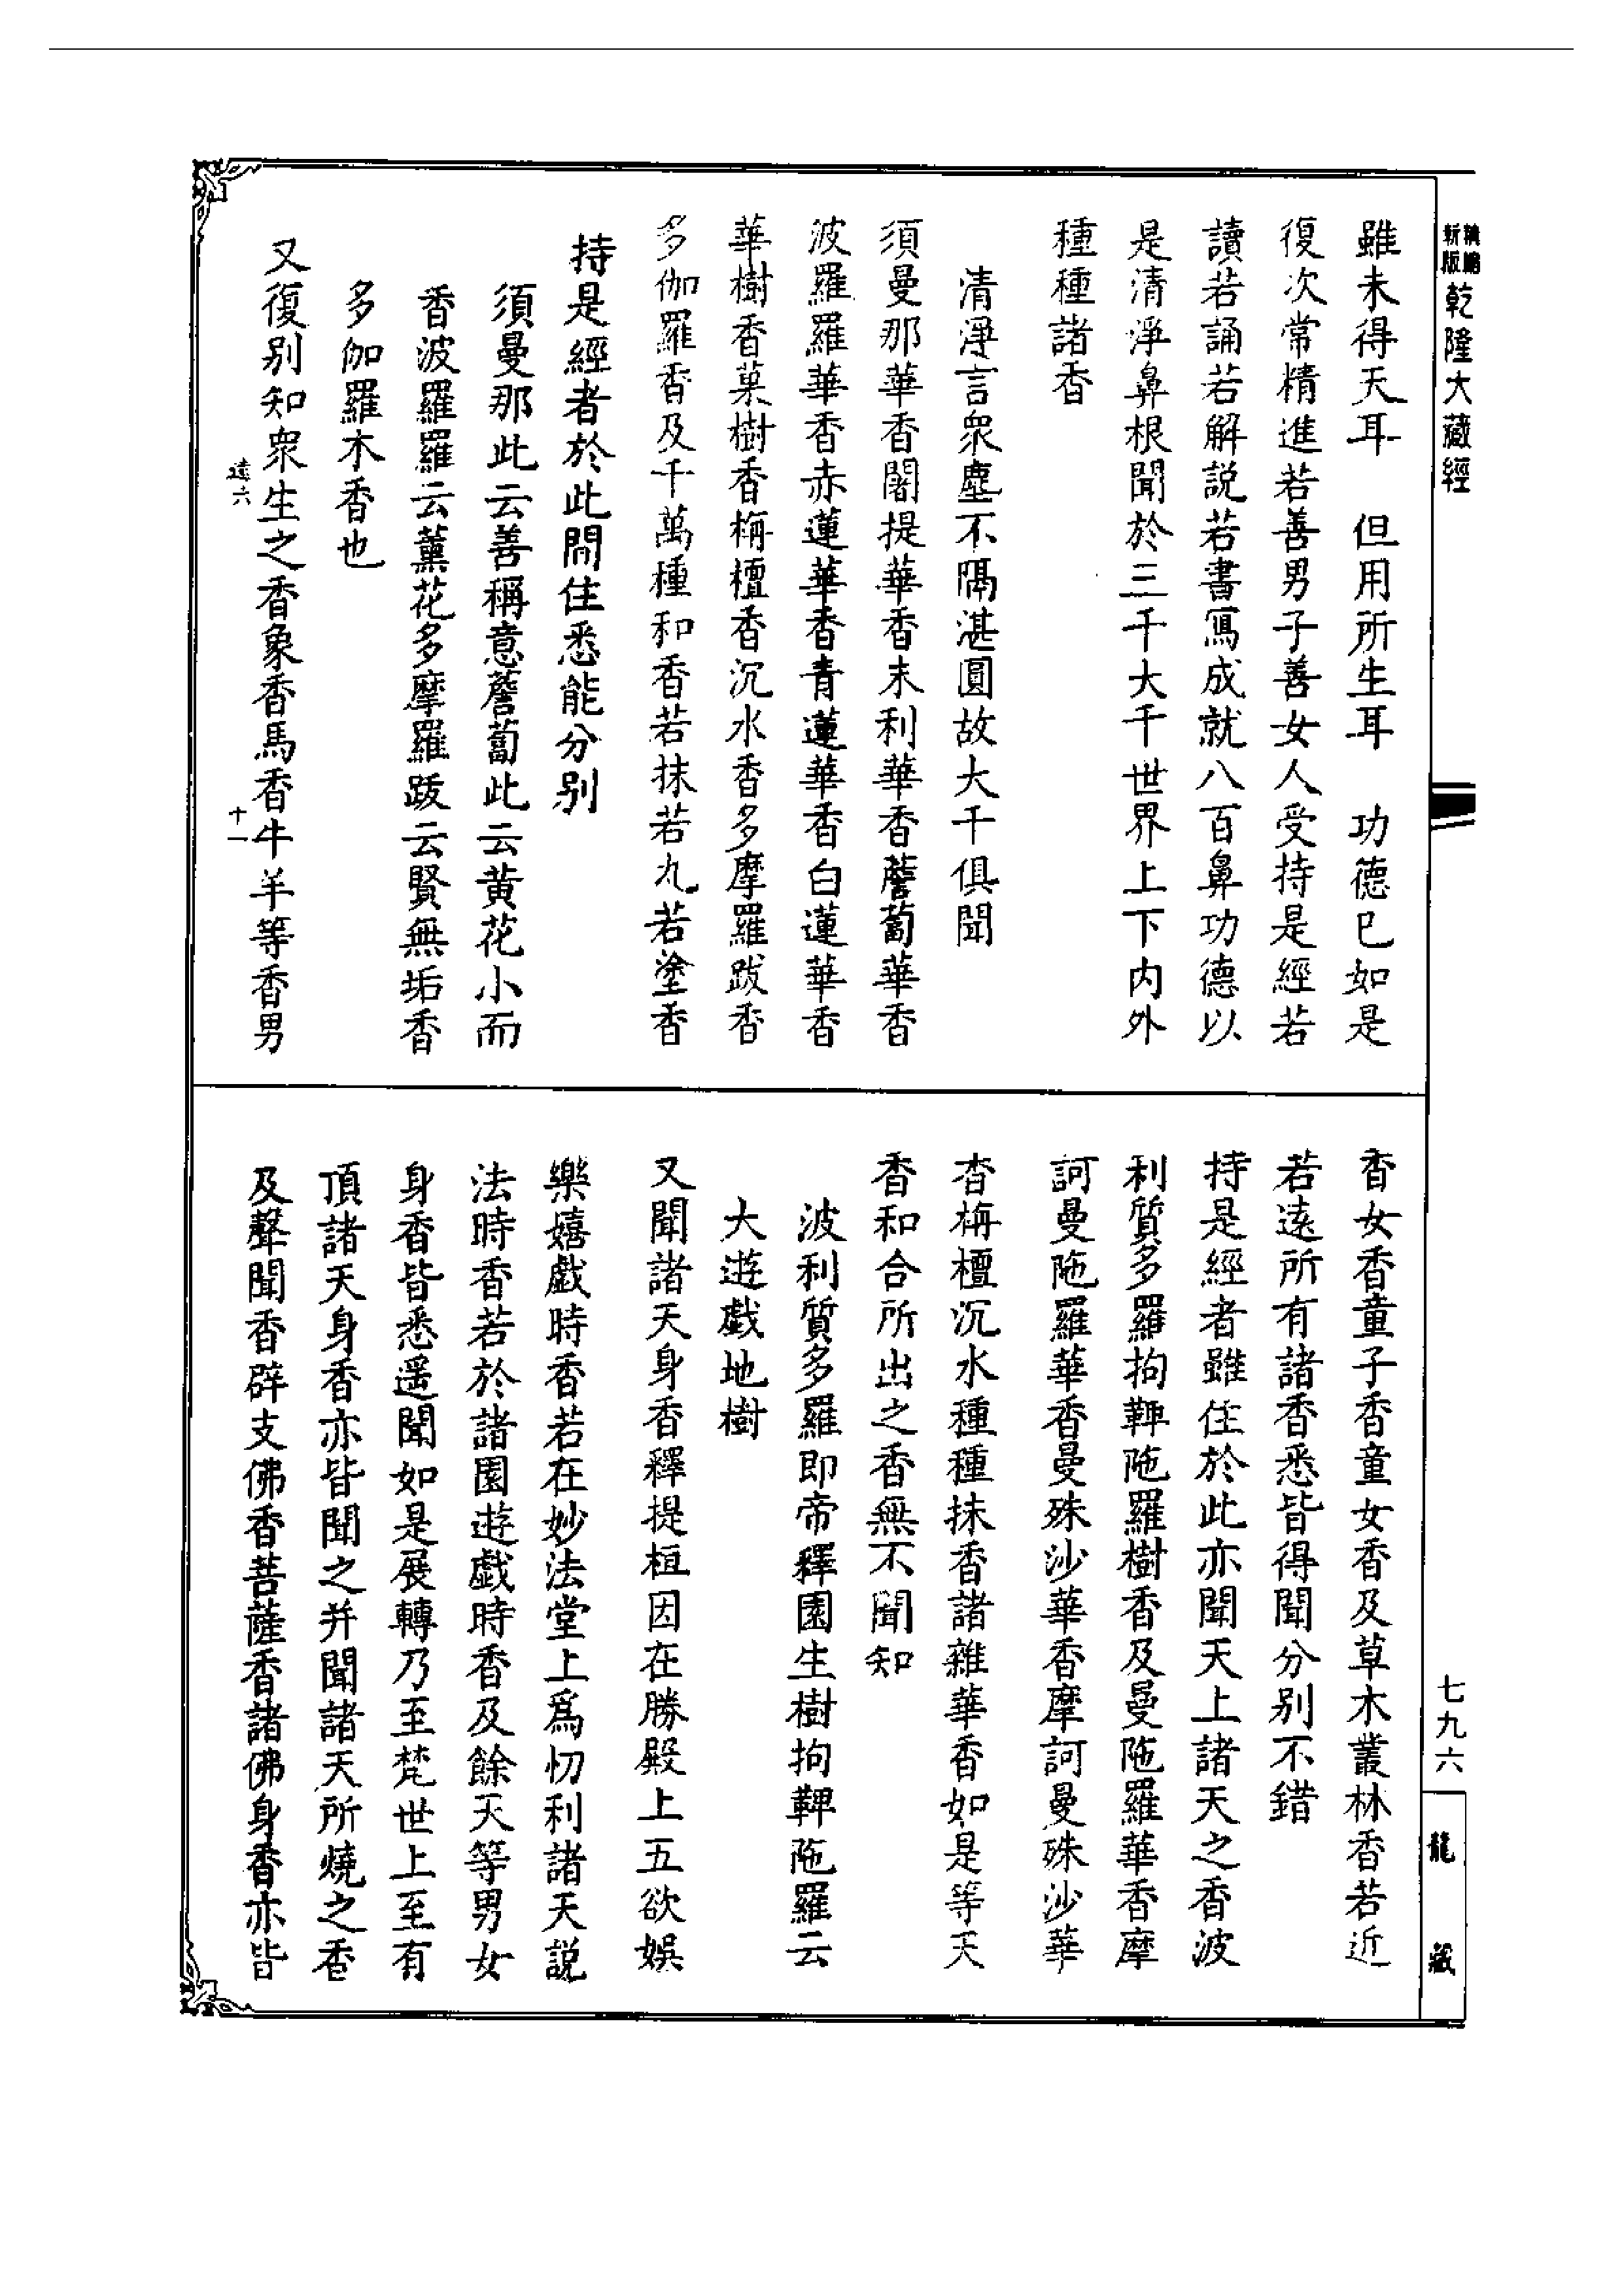 新版
乾隆大藏經
雖未得天耳　但用所生耳　功德已如是
復次常精進若善男子善女人受持是經若
讀若誦若解說若書寫成就八百鼻功德以
是清淨鼻根聞於三千大千世界上下內外
種種諸香
清淨言眾塵不隔湛圓故大千俱聞
須曼那華香闍提華香末利華香薝蔔華香
波羅羅華香赤蓮華香青蓮華香白蓮華香
華樹香菓樹香栴檀香沉水香多摩羅跋香
多伽羅香及千萬種和香若抹若丸若塗香
持是經者於此間住悉能分別
須曼那此云善稱意薝蔔此云黃花小而
香波羅羅云薰花多摩羅跋云賢無垢香
多伽羅木香也
又復別知眾生之香象香馬香牛羊等香男
遠六
十一
香女香童子香童女香及草木叢林香若近
若遠所有諸香悉皆得聞分別不錯
持是經者雖住於此亦聞天上諸天之香波
利質多羅拘鞞陁羅樹香及曼陁羅華香摩
訶曼陁羅華香曼殊沙華香摩訶曼殊沙華
香栴檀沉水種種抹香諸雜華香如是等天
香和合所出之香無不聞知
波利質多羅即帝釋園生樹拘鞞陁羅云
大遊戲地樹
又聞諸天身香釋提桓因在勝殿上五欲娛
樂嬉戲時香若在妙法堂上為忉利諸天說
法時香若於諸園遊戲時香及餘天等男女
身香皆悉遥聞如是展轉乃至梵世上至有
頂諸天身香亦皆聞之并聞諸天所燒之香
及聲聞香辟支佛香菩薩香諸佛身香亦皆
七九六
龍藏